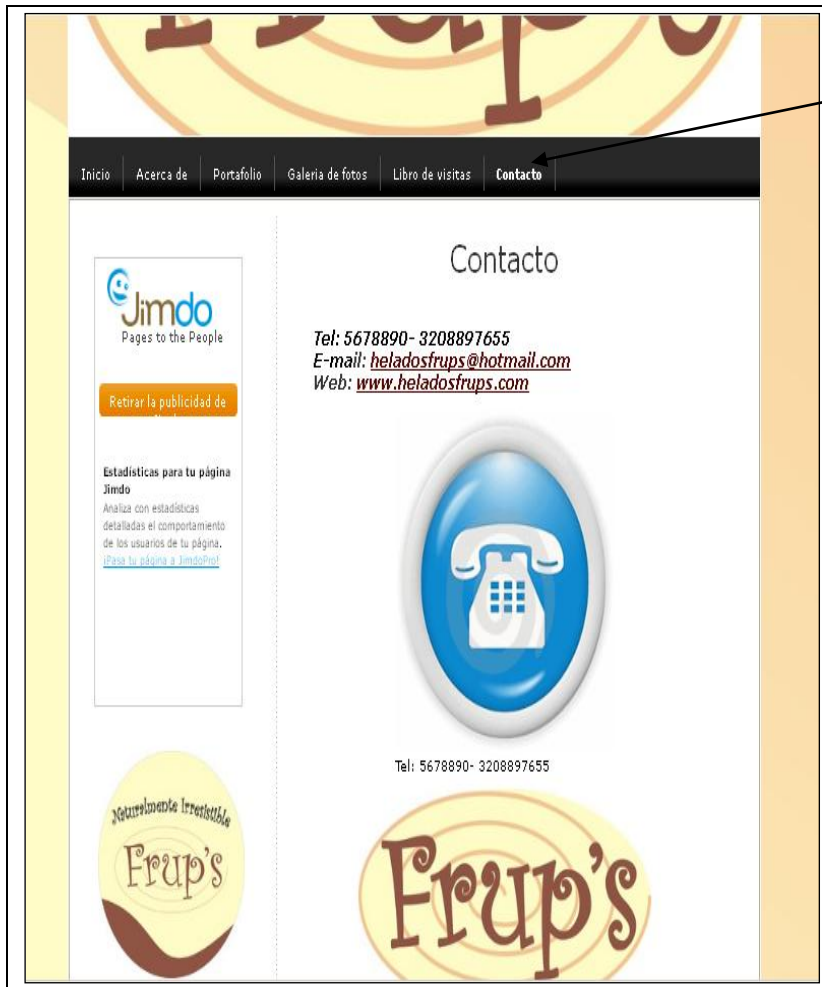 Frup's
Inicio Acerca de Portafolio Galeria de fotos Libro de visitas Contacto
Jimdo
Pages to the People
Retirar la publicidad de
Estadísticas para tu página
Jimdo
Analiza con estadísticas
detalladas el comportamiento
de los usuarios de tu página.
¡Pasa tu página a JimdoPro!
Naturalmente Irresistible
Frup's
Contacto
Tel: 5678890- 3208897655
E-mail: heladosfrups@hotmail.com
Web: www.heladosfrups.com
Tel: 5678890- 3208897655
Frup's